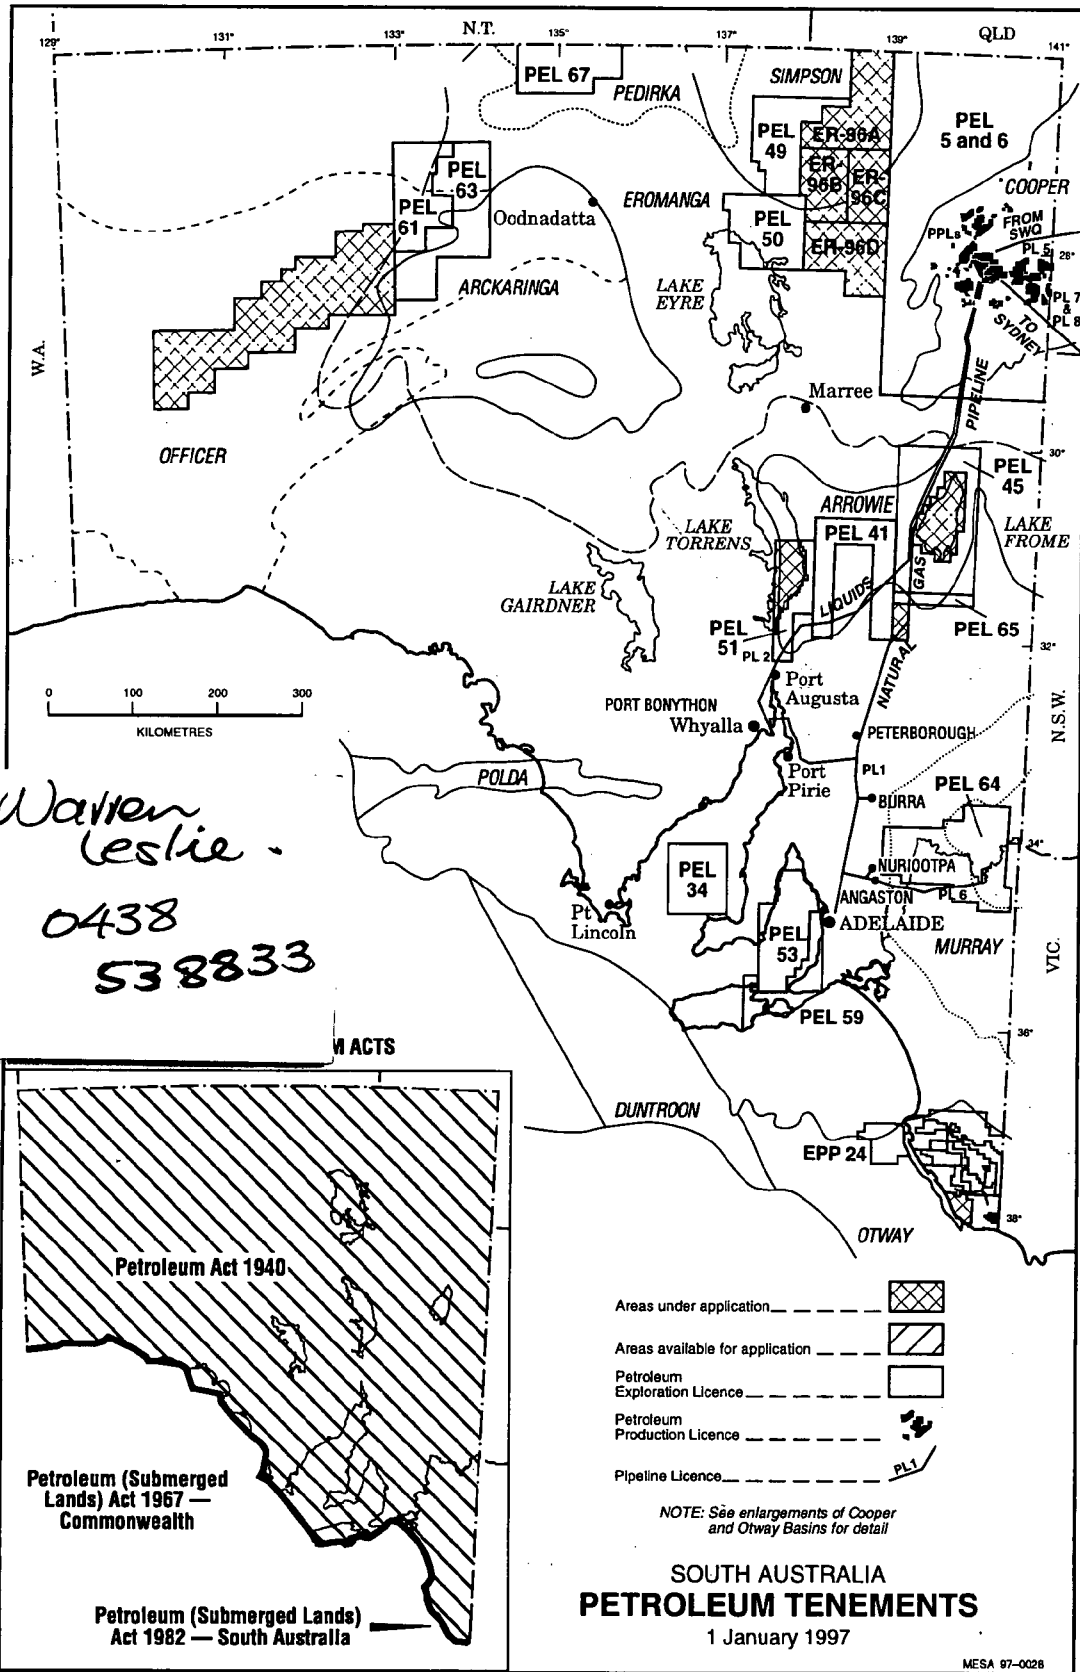 N.T.
QLD
129°
131°
133°
135°
137°
139°
141°
PEL 67
PEDIRKA
SIMPSON
PEL
49
ER-96A
ER-
96B
ER-
96C
PEL
5 and 6
COOPER
PEL
63
PEL
61
Oodnadatta
EROMANGA
PEL
50
ER-96D
PPLs
FROM
SWQ
PL 5
28°
PL 7
&
PL 8
TO
SYDNEY
ARCKARINGA
LAKE
EYRE
W.A.
Marree
PIPELINE
OFFICER
30°
PEL
45
ARROWIE
PEL 41
LAKE
TORRENS
LAKE
FROME
GAS
LAKE
GAIRDNER
LIQUIDS
PEL
51
PL 2
PEL 65
32°
NATURAL
Port
Augusta
0 100 200 300
KILOMETRES
PORT BONYTHON
Whyalla
PETERBOROUGH
N.S.W.
POLDA
Port
Pirie
PL1
PEL 64
BURRA
Warren
Leslie.
0438
538833
34°
PEL
34
NURIOOTPA
ANGASTON
PL 6
Pt
Lincoln
ADELAIDE
PEL
53
MURRAY
VIC.
PEL 59
36°
M ACTS
DUNTROON
EPP 24
38°
OTWAY
Petroleum Act 1940
Petroleum (Submerged
Lands) Act 1967 —
Commonwealth
Petroleum (Submerged Lands)
Act 1982 — South Australia
Areas under application
Areas available for application
Petroleum
Exploration Licence
Petroleum
Production Licence
Pipeline Licence
PL1
NOTE: See enlargements of Cooper
and Otway Basins for detail
SOUTH AUSTRALIA
PETROLEUM TENEMENTS
1 January 1997
MESA 97-0028